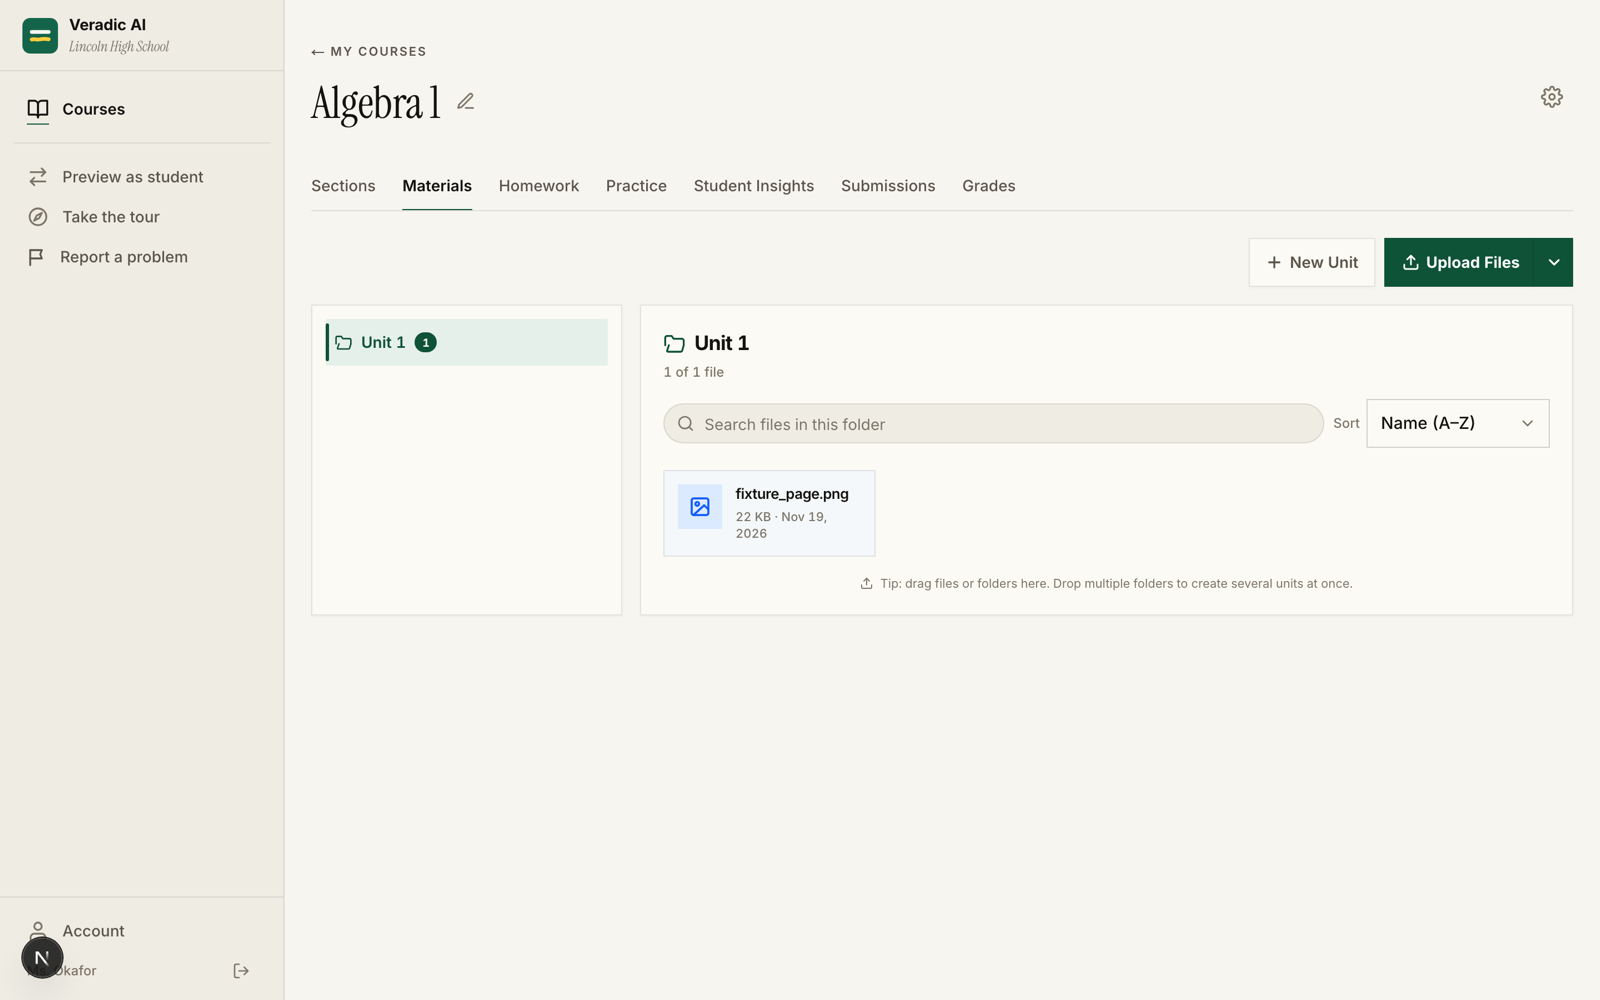 Veradic AI
Lincoln High School
Courses
Preview as student
Take the tour
Report a problem
Account
N
Okafor
← MY COURSES
Algebra 1
Sections
Materials
Homework
Practice
Student Insights
Submissions
Grades
+ New Unit
Upload Files
Unit 1 1
Unit 1
1 of 1 file
Search files in this folder
Sort
Name (A–Z)
fixture_page.png
22 KB · Nov 19,
2026
Tip: drag files or folders here. Drop multiple folders to create several units at once.